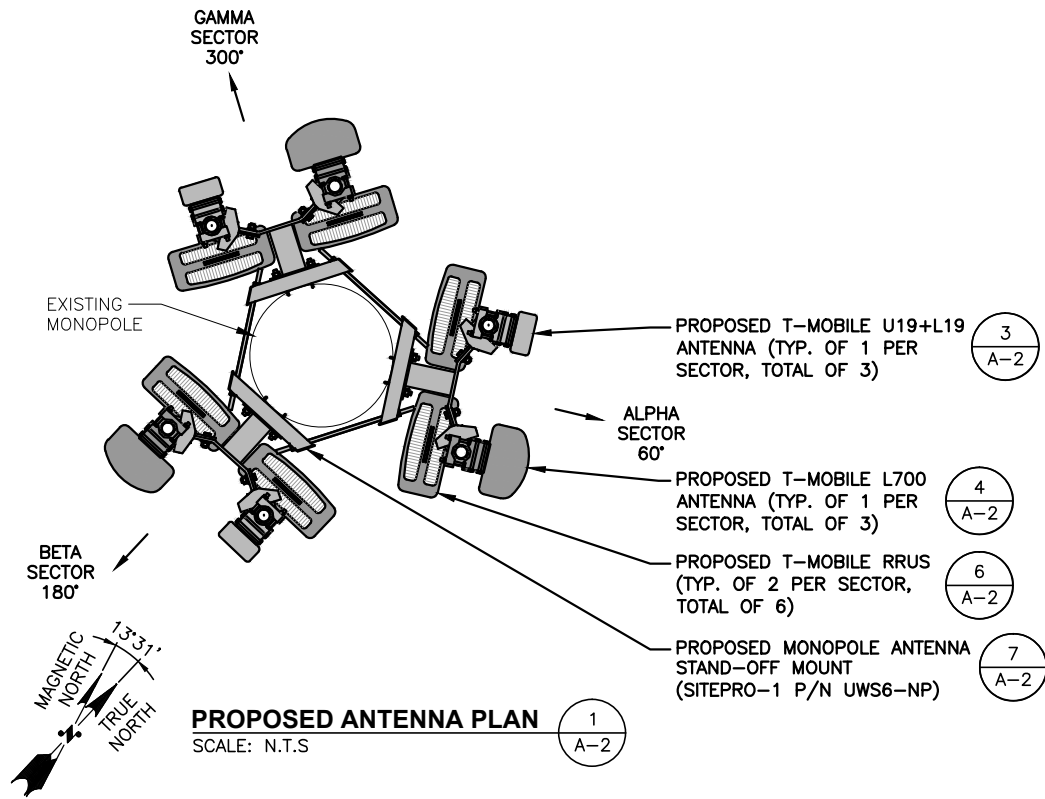 GAMMA
SECTOR
300°
EXISTING
MONOPOLE
PROPOSED T-MOBILE U19+L19
ANTENNA (TYP. OF 1 PER
SECTOR, TOTAL OF 3)
3
A-2
ALPHA
SECTOR
60°
PROPOSED T-MOBILE L700
ANTENNA (TYP. OF 1 PER
SECTOR, TOTAL OF 3)
4
A-2
BETA
SECTOR
180°
PROPOSED T-MOBILE RRUS
(TYP. OF 2 PER SECTOR,
TOTAL OF 6)
6
A-2
PROPOSED MONOPOLE ANTENNA
STAND-OFF MOUNT
(SITEPRO-1 P/N UWS6-NP)
7
A-2
13°31'
MAGNETIC
NORTH
TRUE
NORTH
N
PROPOSED ANTENNA PLAN
SCALE: N.T.S
1
A-2